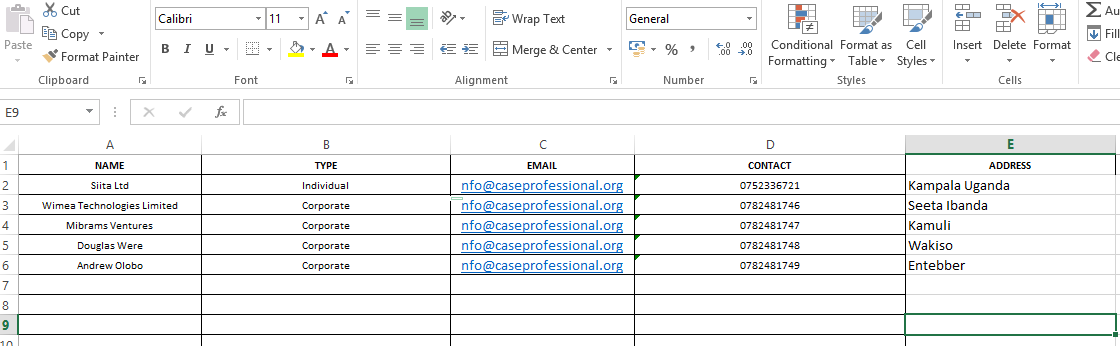 Cut
Calibri 11 A A
Wrap Text
General
Σ Au
Paste
Copy
Fil
Format Painter
B I U A
Merge & Center
% ,
Conditional Formatting
Format as Table
Cell Styles
Insert Delete Format
Cle
Clipboard Font Alignment Number Styles Cells
E9 fx
A B C D E
1 NAME TYPE EMAIL CONTACT ADDRESS
2 Siita Ltd Individual nfo@caseprofessional.org 0752336721 Kampala Uganda
3 Wimea Technologies Limited Corporate nfo@caseprofessional.org 0782481746 Seeta Ibanda
4 Mibrams Ventures Corporate nfo@caseprofessional.org 0782481747 Kamuli
5 Douglas Were Corporate nfo@caseprofessional.org 0782481748 Wakiso
6 Andrew Olobo Corporate nfo@caseprofessional.org 0782481749 Entebber
7
8
9
10